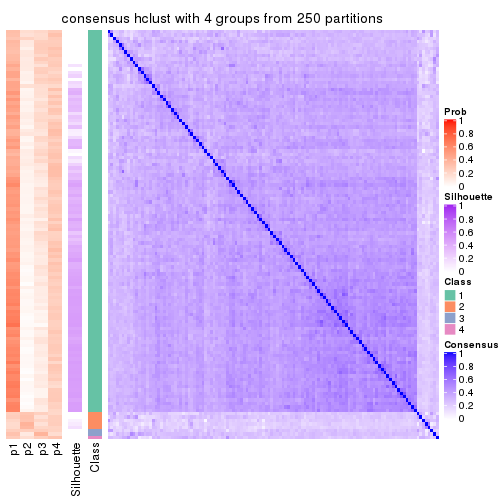 consensus hclust with 4 groups from 250 partitions
Prob
1
0.8
0.6
0.4
0.2
0
Silhouette
1
0.8
0.6
0.4
0.2
0
Class
1
2
3
4
Consensus
1
0.8
0.6
0.4
0.2
0
p1
p2
p3
p4
Silhouette
Class